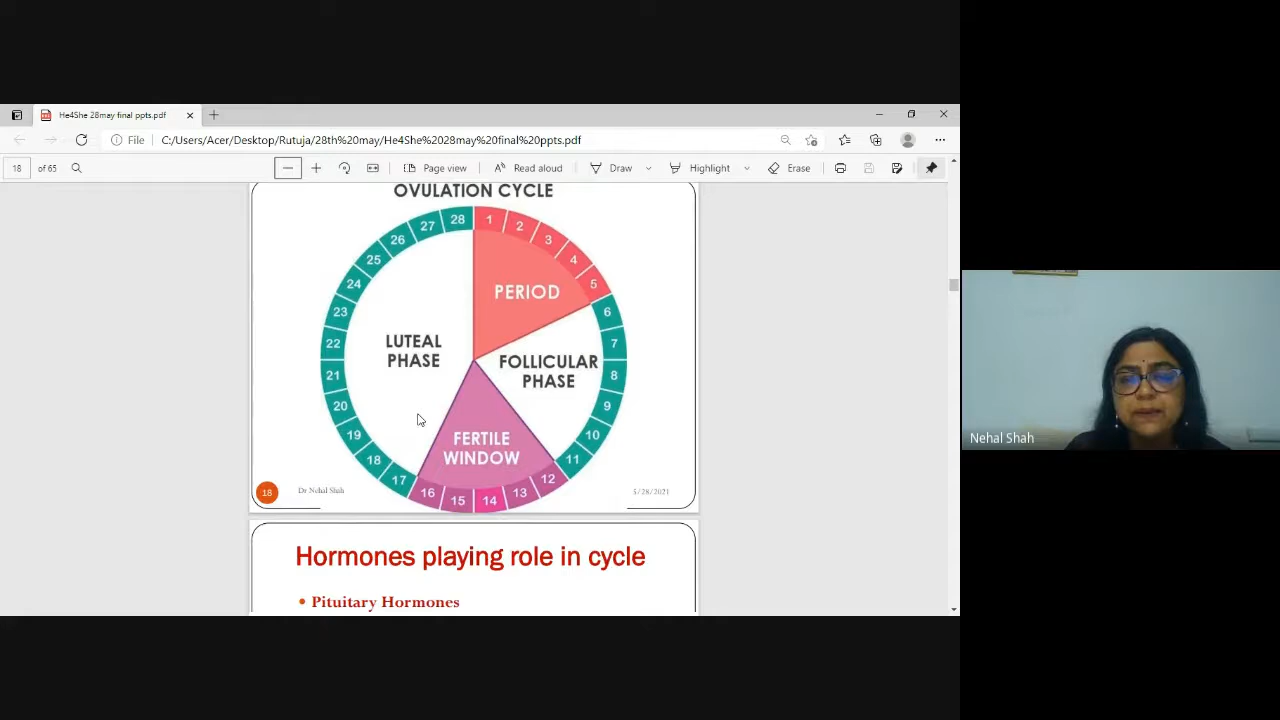 He4She 28may final ppts.pdf
File
C:/Users/Acer/Desktop/Rutuja/28th%20may/He4She%2028may%20final%20ppts.pdf
18 of 65
Page view
Read aloud
Draw
Highlight
Erase
OVULATION CYCLE
1
2
3
4
5
6
7
8
9
10
11
12
13
14
15
16
17
18
19
20
21
22
23
24
25
26
27
28
PERIOD
FOLLICULAR
PHASE
FERTILE
WINDOW
LUTEAL
PHASE
18
Dr Nehal Shah
5/28/2021
Hormones playing role in cycle
• Pituitary Hormones
Nehal Shah